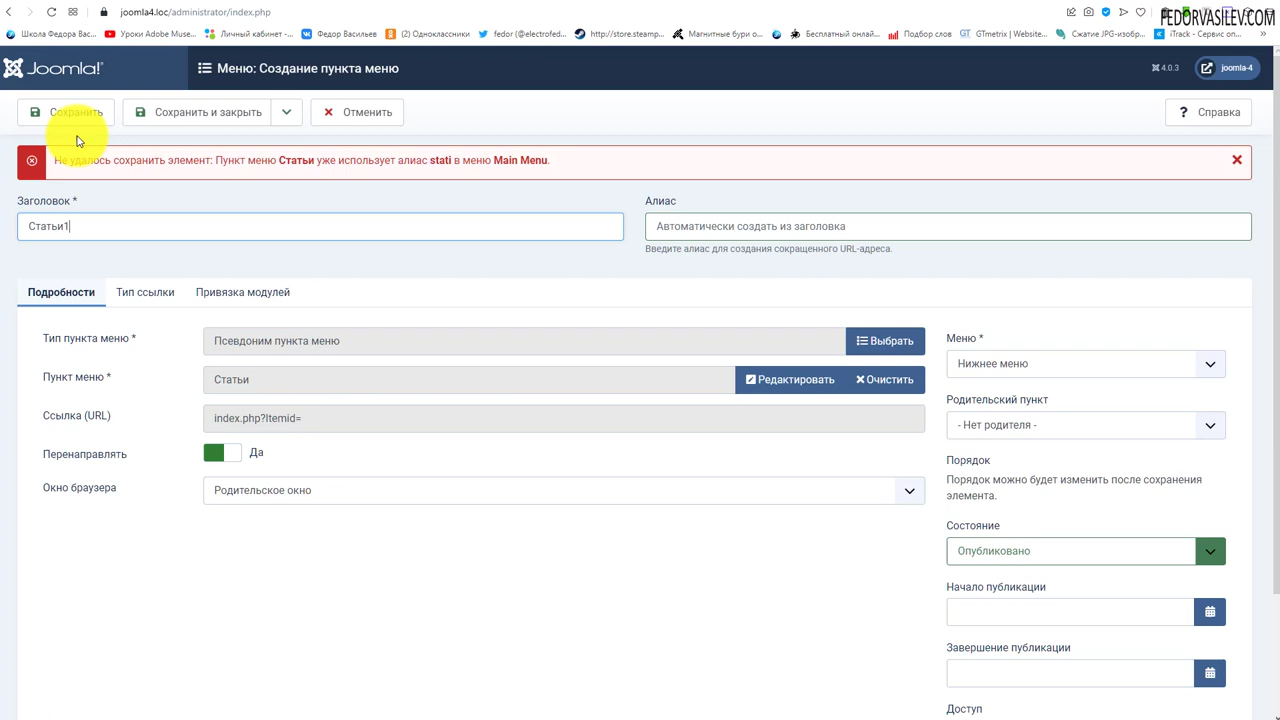 joomla4.loc/administrator/index.php
FEDORVASILEV.COM
Школа Федора Вас...
Уроки Adobe Muse...
Личный кабинет -...
Федор Васильев
(2) Одноклассники
fedor (@electrofed...
http://store.steamp...
Магнитные бури о...
Бесплатный онлай...
Подбор слов
GTmetrix | Website...
Сжатие JPG-изобр...
iTrack - Сервис оп...
Joomla!®
Меню: Создание пункта меню
4.0.3
joomla-4
Сохранить
Сохранить и закрыть
Отменить
? Справка
Не удалось сохранить элемент: Пункт меню Статьи уже использует алиас stati в меню Main Menu.
Заголовок *
Алиас
Статьи1
Автоматически создать из заголовка
Введите алиас для создания сокращенного URL-адреса.
Подробности
Тип ссылки
Привязка модулей
Тип пункта меню *
Псевдоним пункта меню
Выбрать
Пункт меню *
Статьи
Редактировать
Очистить
Ссылка (URL)
index.php?Itemid=
Перенаправлять
Да
Окно браузера
Родительское окно
Меню *
Нижнее меню
Родительский пункт
- Нет родителя -
Порядок
Порядок можно будет изменить после сохранения
элемента.
Состояние
Опубликовано
Начало публикации
Завершение публикации
Доступ